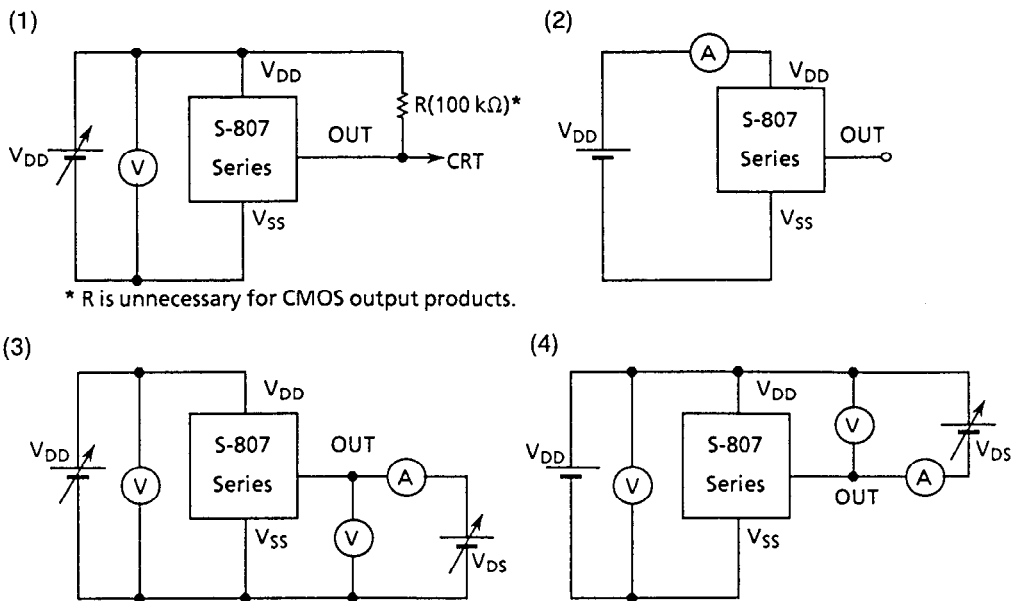 (1)
V_DD
S-807
Series
V_DD
V
OUT
R(100 kΩ)*
CRT
V_SS
* R is unnecessary for CMOS output products.
(2)
A
V_DD
V_DD
S-807
Series
OUT
V_SS
(3)
V_DD
V_DD
S-807
Series
V
OUT
A
V
V_SS
V_DS
(4)
V_DD
V_DD
S-807
Series
V
V
OUT
A
V_DS
V_SS